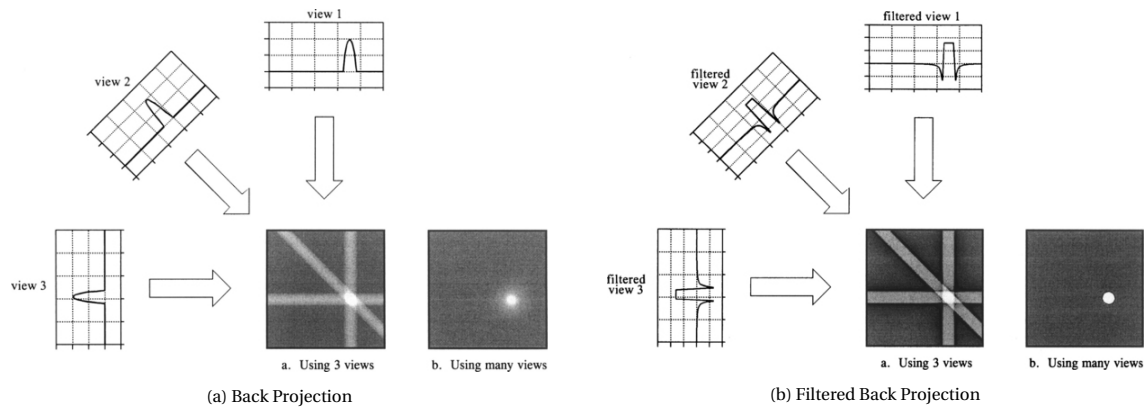 view 1
view 2
view 3
a. Using 3 views
b. Using many views
(a) Back Projection
filtered view 1
filtered
view 2
filtered
view 3
a. Using 3 views
b. Using many views
(b) Filtered Back Projection